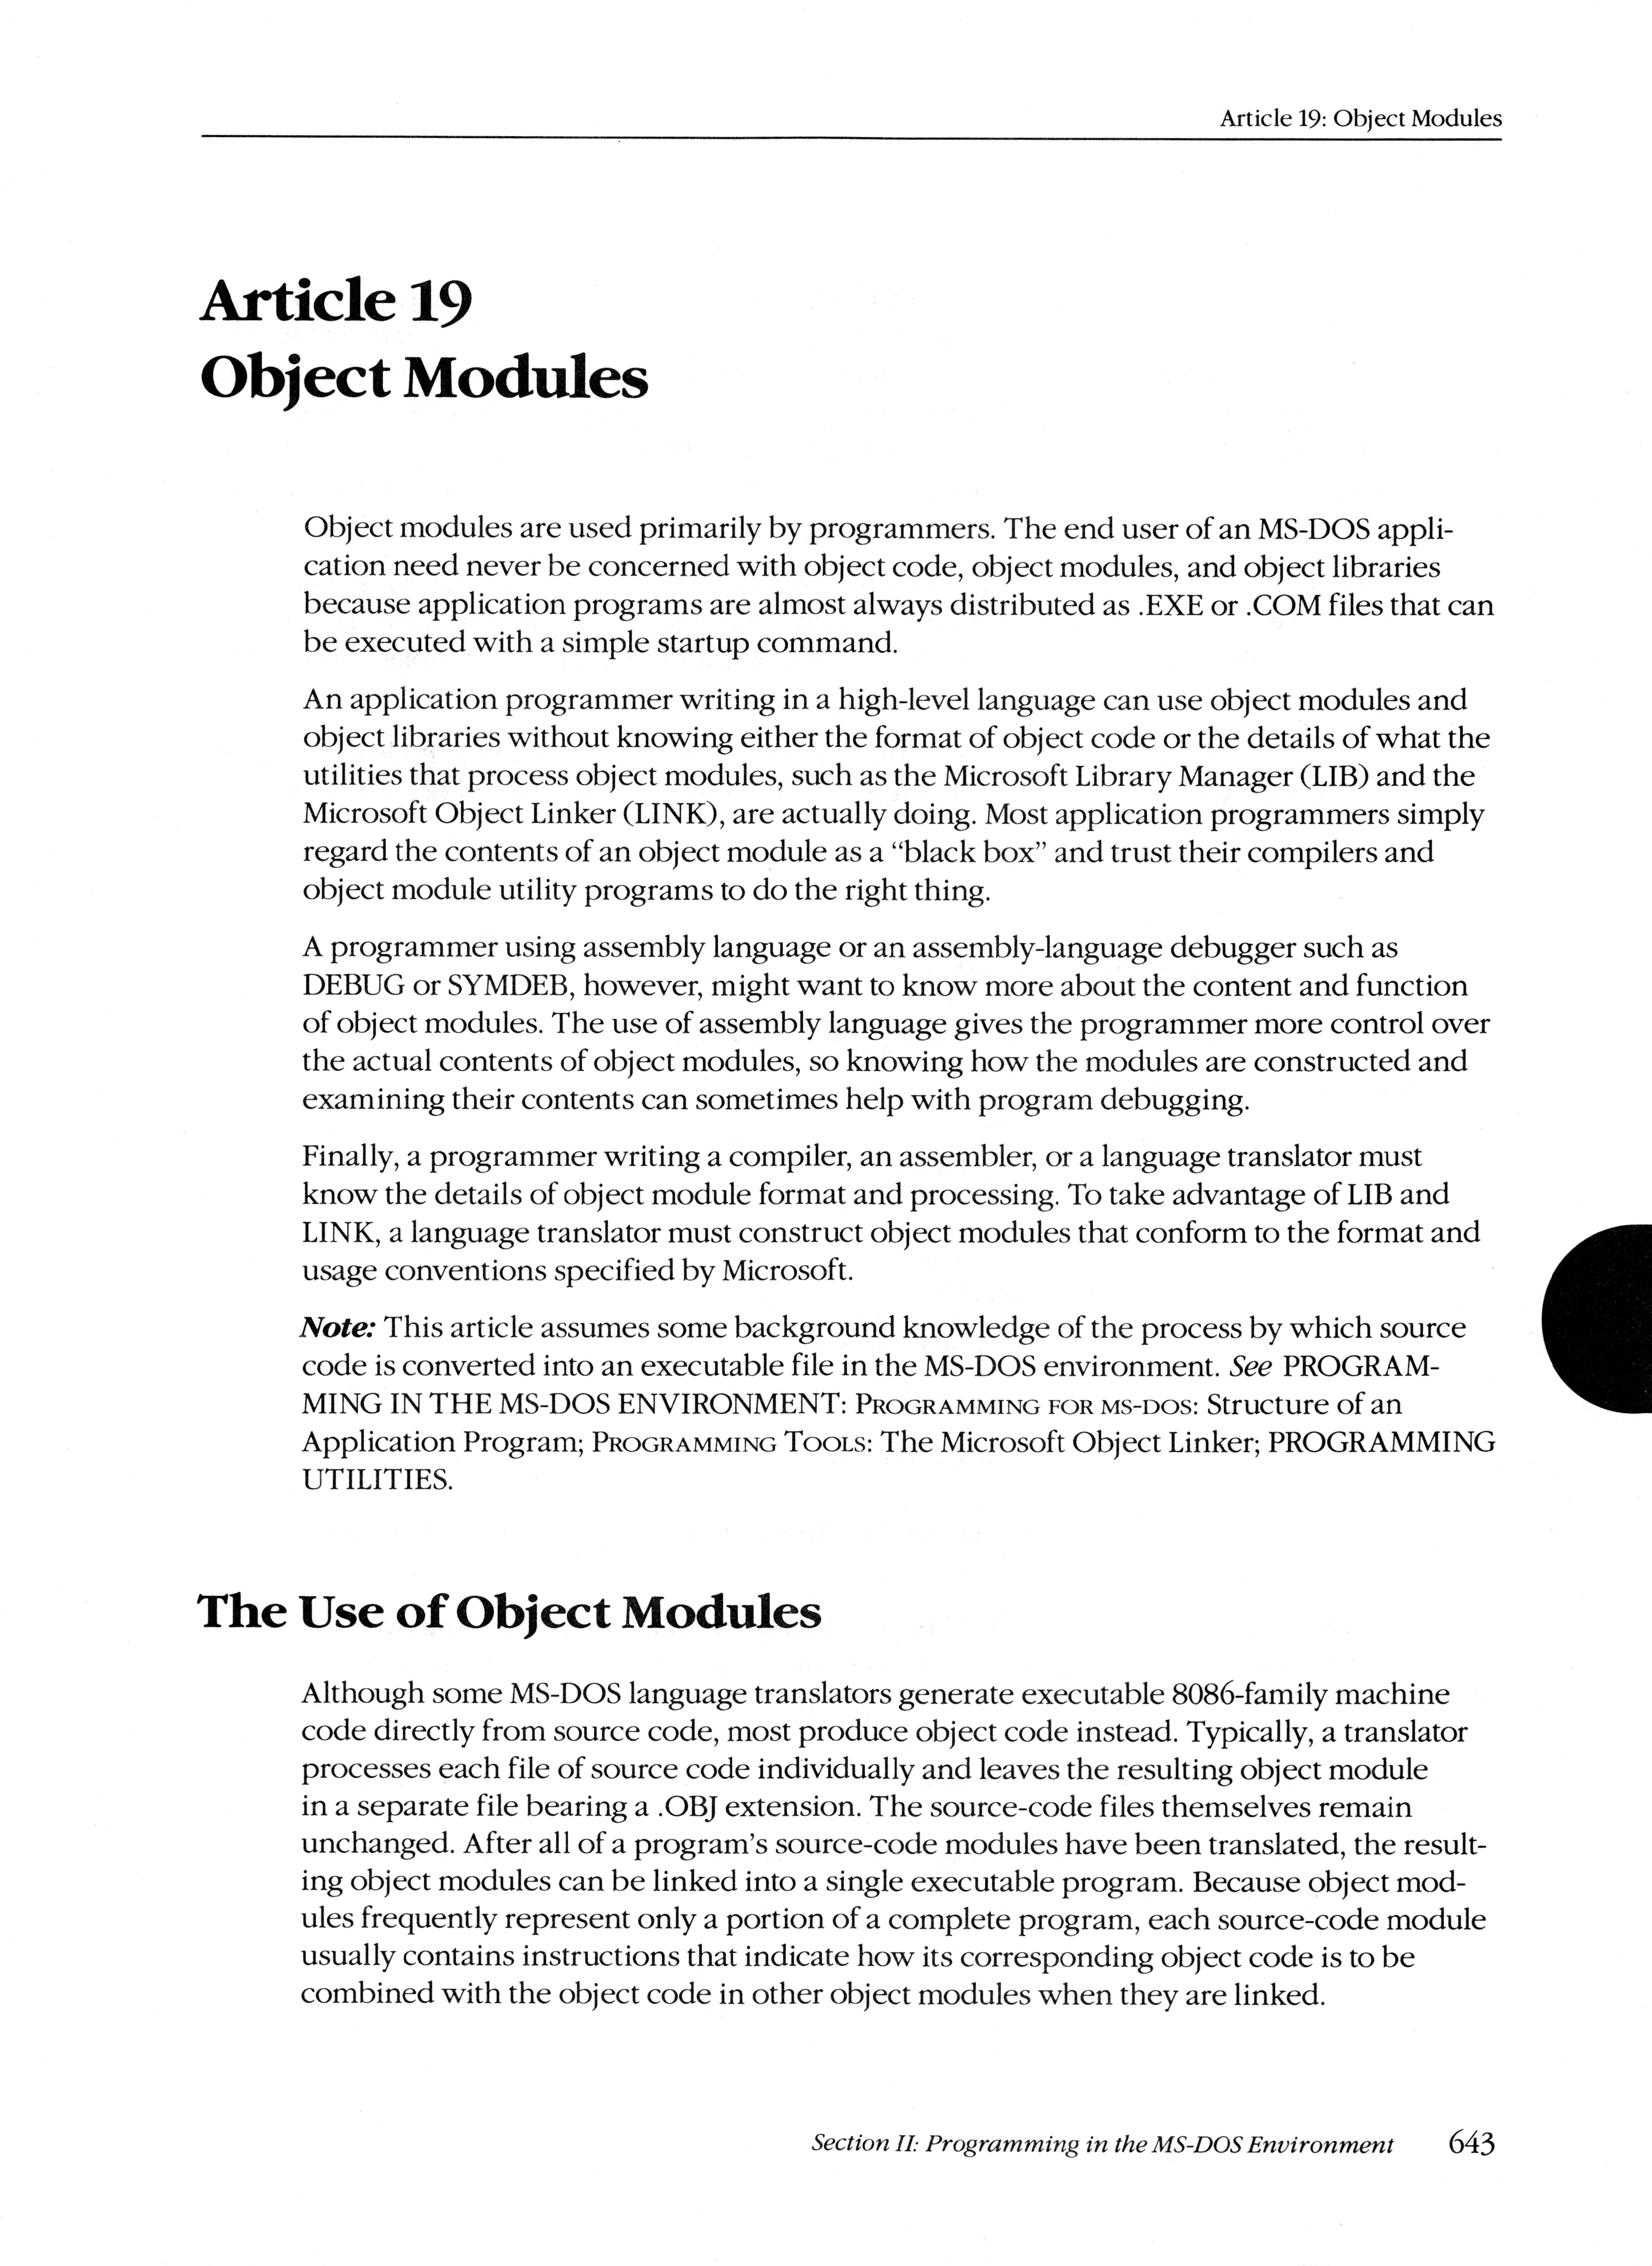 Article 19: Object Modules
Article 19
Object Modules
Object modules are used primarily by programmers. The end user of an MS-DOS appli-
cation need never be concerned with object code, object modules, and object libraries
because application programs are almost always distributed as .EXE or .COM files that can
be executed with a simple startup command.
An application programmer writing in a high-level language can use object modules and
object libraries without knowing either the format of object code or the details of what the
utilities that process object modules, such as the Microsoft Library Manager (LIB) and the
Microsoft Object Linker (LINK), are actually doing. Most application programmers simply
regard the contents of an object module as a “black box” and trust their compilers and
object module utility programs to do the right thing.
A programmer using assembly language or an assembly-language debugger such as
DEBUG or SYMDEB, however, might want to know more about the content and function
of object modules. The use of assembly language gives the programmer more control over
the actual contents of object modules, so knowing how the modules are constructed and
examining their contents can sometimes help with program debugging.
Finally, a programmer writing a compiler, an assembler, or a language translator must
know the details of object module format and processing. To take advantage of LIB and
LINK, a language translator must construct object modules that conform to the format and
usage conventions specified by Microsoft.
Note: This article assumes some background knowledge of the process by which source
code is converted into an executable file in the MS-DOS environment. See PROGRAM-
MING IN THE MS-DOS ENVIRONMENT: PROGRAMMING FOR MS-DOS: Structure of an
Application Program; PROGRAMMING TOOLS: The Microsoft Object Linker; PROGRAMMING
UTILITIES.
The Use of Object Modules
Although some MS-DOS language translators generate executable 8086-family machine
code directly from source code, most produce object code instead. Typically, a translator
processes each file of source code individually and leaves the resulting object module
in a separate file bearing a .OBJ extension. The source-code files themselves remain
unchanged. After all of a program’s source-code modules have been translated, the result-
ing object modules can be linked into a single executable program. Because object mod-
ules frequently represent only a portion of a complete program, each source-code module
usually contains instructions that indicate how its corresponding object code is to be
combined with the object code in other object modules when they are linked.
Section II: Programming in the MS-DOS Environment 643